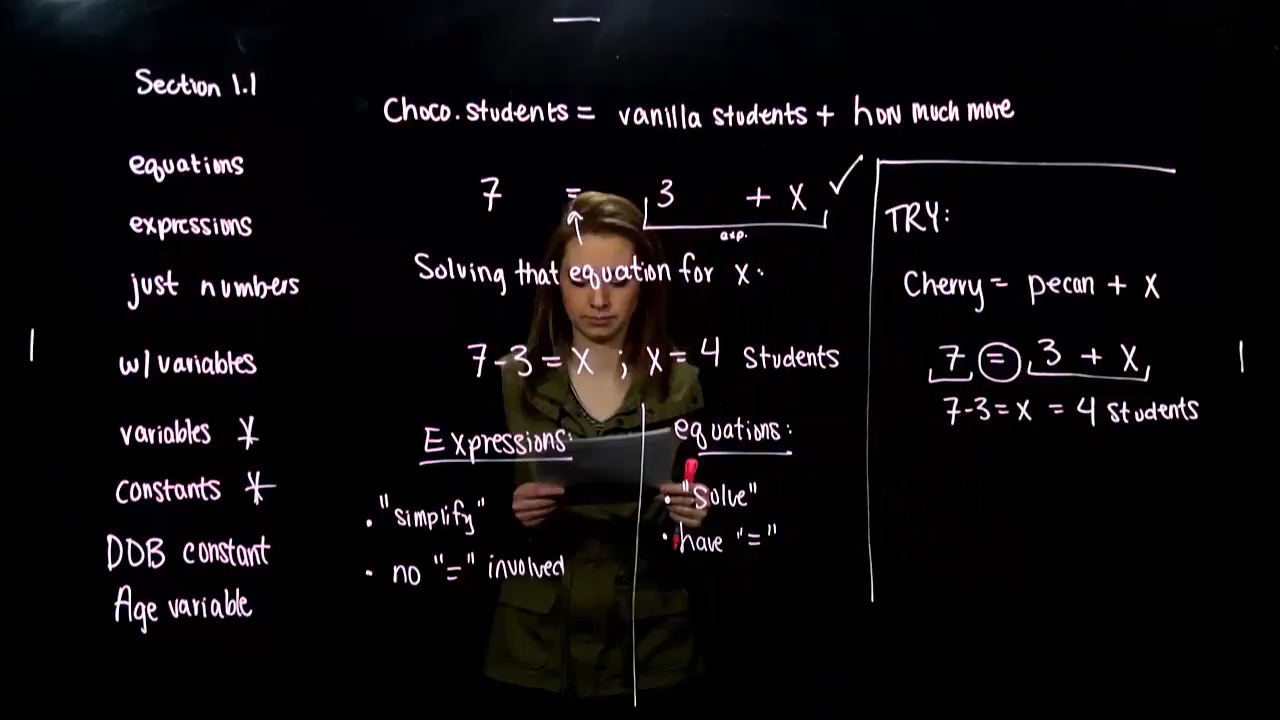 Section 1.1
equations
expressions
just numbers
w/variables
variables
constants
DOB constant
Age variable
Choco. students = vanilla students + how much more
7 = 3 + x ✓
exp.
Solving that equation for x.
7-3 = x ; x = 4 students
Expressions:
• "simplify"
• no "=" involved
equations:
• "Solve"
• have "="
TRY:
Cherry = pecan + x
7 = 3 + x
7-3 = x = 4 students